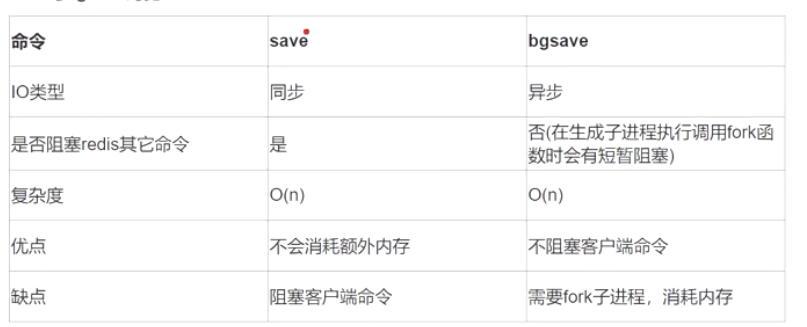 命令 save bgsave
IO类型 同步 异步
是否阻塞redis其它命令 是 否(在生成子进程执行调用fork函
数时会有短暂阻塞)
复杂度 O(n) O(n)
优点 不会消耗额外内存 不阻塞客户端命令
缺点 阻塞客户端命令 需要fork子进程，消耗内存